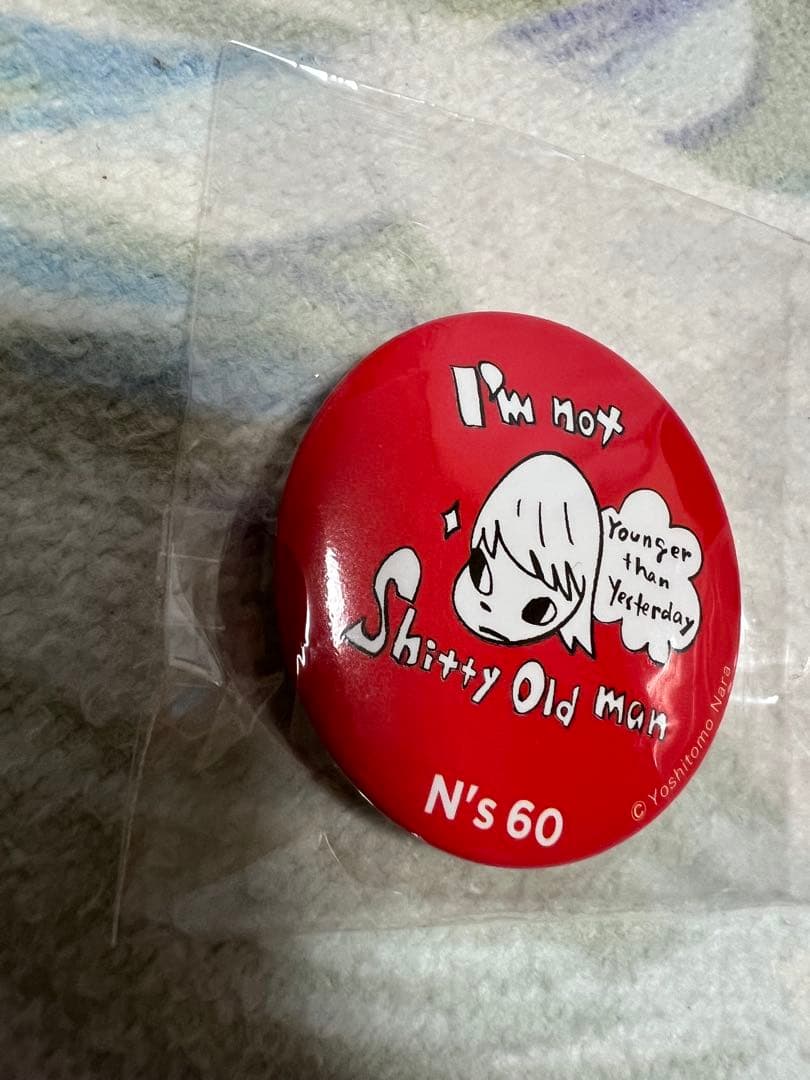 I'm not
Younger
than
Yesterday
Shitty Old man
N's 60
© Yoshitomo Nara